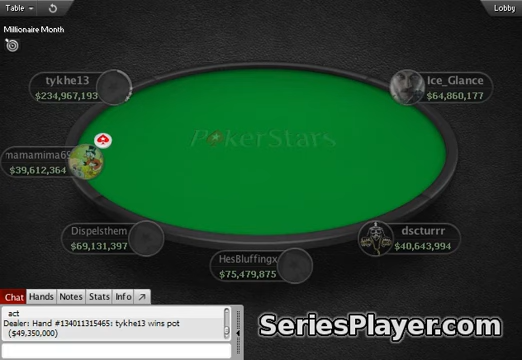 Table
Lobby
Millionaire Month
tykhe13
$234,967,193
Ice_Glance
$64,860,177
PokerStars
mamamima69
$39,612,364
Dispelsthem
$69,131,397
dscturrr
$40,643,994
HesBluffingx
$75,479,875
Chat Hands Notes Stats Info
act
Dealer: Hand #134011315465: tykhe13 wins pot
($49,350,000)
SeriesPlayer.com